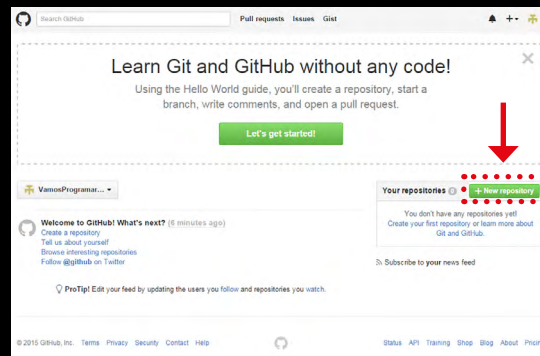 Search GitHub
Pull requests Issues Gist
Learn Git and GitHub without any code!
Using the Hello World guide, you'll create a repository, start a
branch, write comments, and open a pull request.
Let's get started!
VamosProgramar...
Your repositories 0
+ New repository
You don't have any repositories yet!
Create your first repository or learn more about
Git and GitHub.
Welcome to GitHub! What's next? (6 minutes ago)
Create a repository
Tell us about yourself
Browse interesting repositories
Follow @github on Twitter
Subscribe to your news feed
ProTip! Edit your feed by updating the users you follow and repositories you watch.
© 2015 GitHub, Inc. Terms Privacy Security Contact Help
Status API Training Shop Blog About Pricin